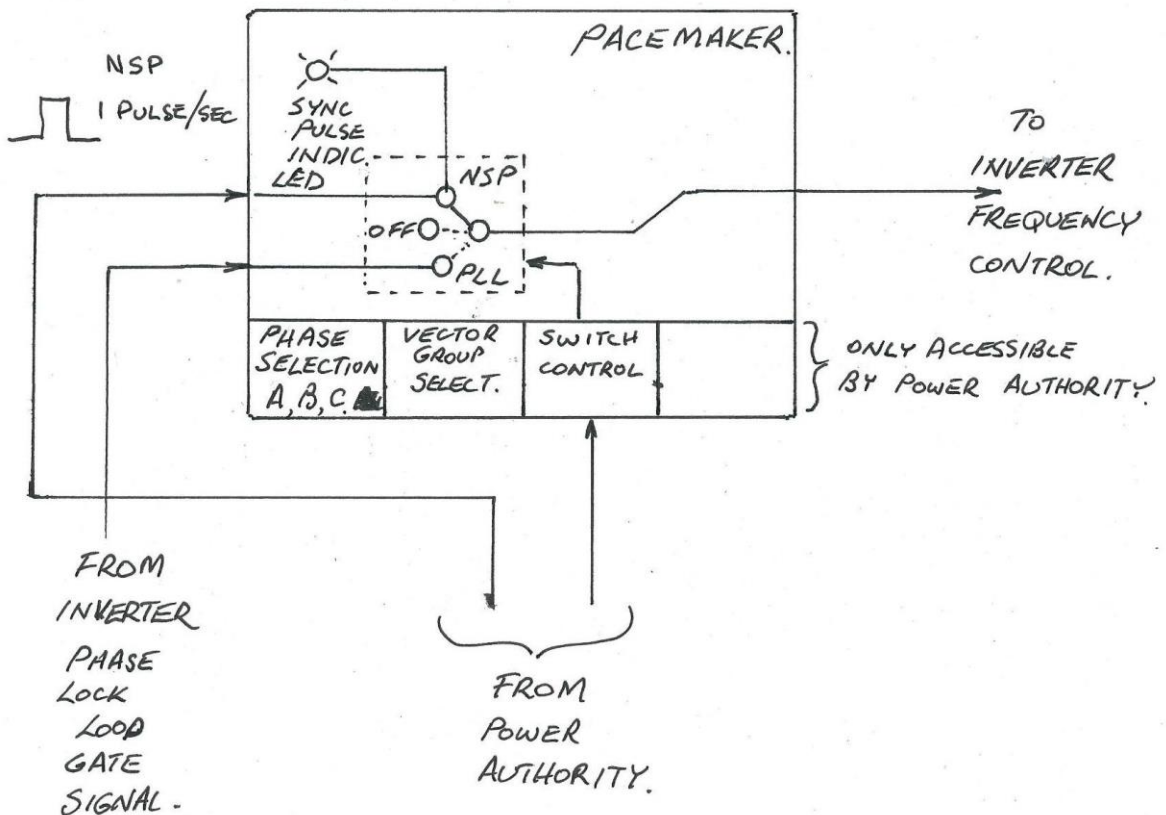 PACEMAKER.
NSP
1 PULSE/SEC
SYNC
PULSE
INDIC.
LED
NSP
OFF
PLL
TO
INVERTER
FREQUENCY
CONTROL.
PHASE
SELECTION
A, B, C.
VECTOR
GROUP
SELECT.
SWITCH
CONTROL
ONLY ACCESSIBLE
BY POWER AUTHORITY.
FROM
INVERTER
PHASE
LOCK
LOOP
GATE
SIGNAL.
FROM
POWER
AUTHORITY.